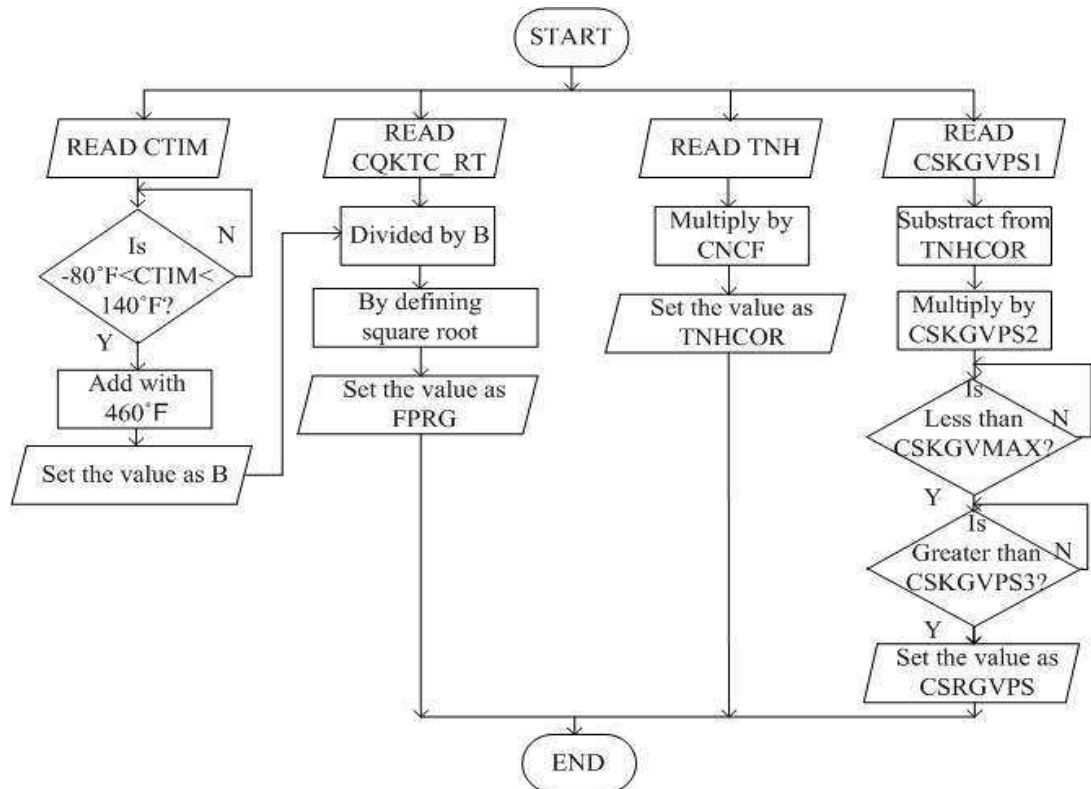 START
READ CTIM
Is
-80°F<CTIM<
140°F?
N
Y
Add with
460°F
Set the value as B
READ
CQKTC_RT
Divided by B
By defining
square root
Set the value as
FPRG
READ TNH
Multiply by
CNCF
Set the value as
TNHCOR
READ
CSKGVPS1
Substract from
TNHCOR
Multiply by
CSKGVPS2
Is
Less than
CSKGVMAX?
N
Y
Is
Greater than
CSKGVPS3?
N
Y
Set the value as
CSRGVPS
END